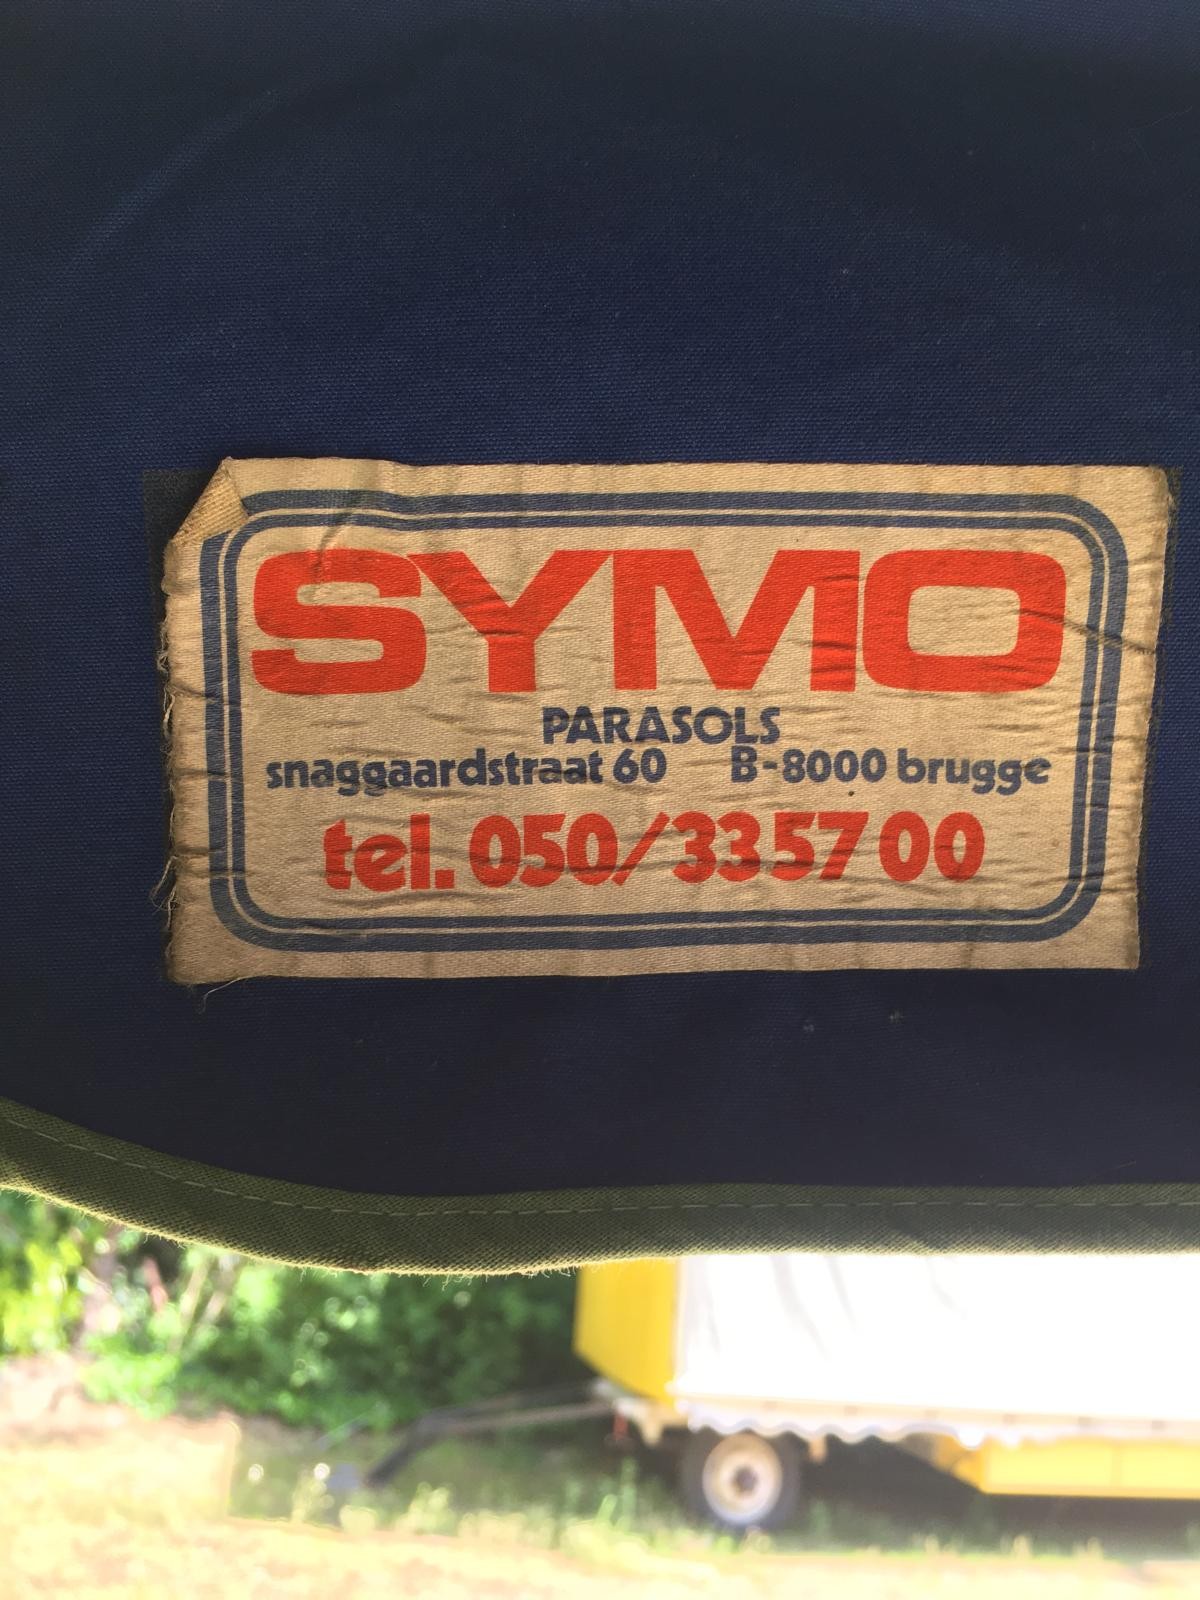 SYMO
PARASOLS
snaggaardstraat 60 B-8000 brugge
tel. 050/335700